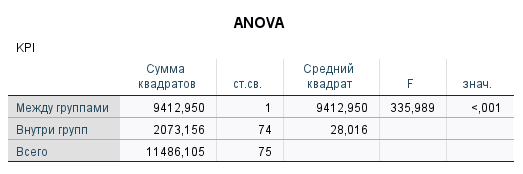 ANOVA
KPI
Сумма квадратов ст.св. Средний квадрат F знач.
Между группами 9412,950 1 9412,950 335,989 <,001
Внутри групп 2073,156 74 28,016
Всего 11486,105 75